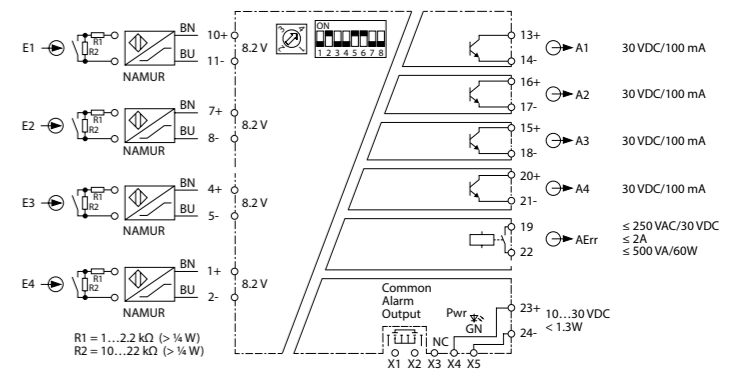 E1
R1
R2
BN
BU
NAMUR
10+
11-
8.2 V
E2
R1
R2
BN
BU
NAMUR
7+
8-
8.2 V
E3
R1
R2
BN
BU
NAMUR
4+
5-
8.2 V
E4
R1
R2
BN
BU
NAMUR
1+
2-
8.2 V
R1 = 1…2.2 kΩ (> ¼ W)
R2 = 10…22 kΩ (> ¼ W)
ON
1 2 3 4 5 6 7 8
13+
14-
A1
30 VDC/100 mA
16+
17-
A2
30 VDC/100 mA
15+
18-
A3
30 VDC/100 mA
20+
21-
A4
30 VDC/100 mA
19
22
AErr
≤ 250 VAC/30 VDC
≤ 2A
≤ 500 VA/60W
Common
Alarm
Output
Pwr
GN
NC
23+
24-
10…30 VDC
< 1.3W
X1 X2 X3 X4 X5